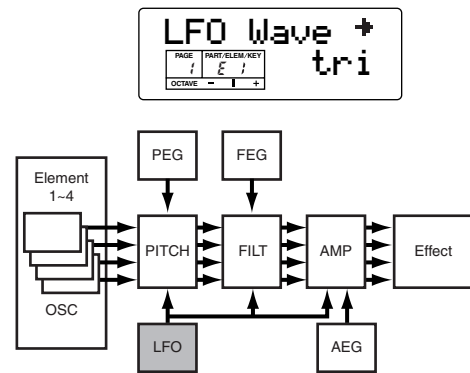 LFO Wave
PAGE PART/ELEM/KEY
1 E 1
tri
OCTAVE − +
PEG FEG
Element
1~4
PITCH FILT AMP Effect
OSC
LFO AEG